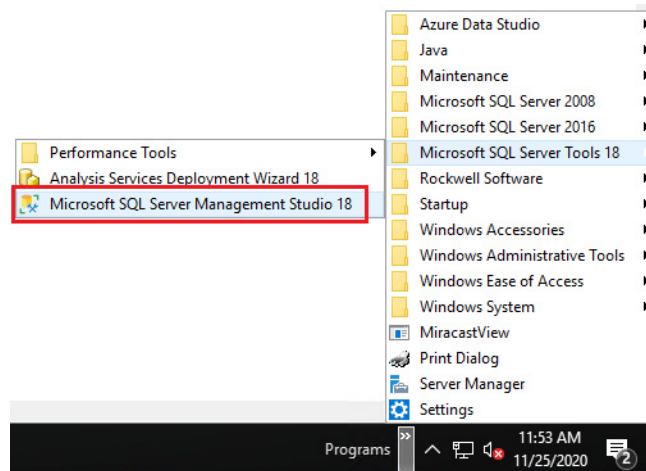 Azure Data Studio
Java
Maintenance
Microsoft SQL Server 2008
Microsoft SQL Server 2016
Microsoft SQL Server Tools 18
Rockwell Software
Startup
Windows Accessories
Windows Administrative Tools
Windows Ease of Access
Windows System
MiracastView
Print Dialog
Server Manager
Settings
Performance Tools
Analysis Services Deployment Wizard 18
Microsoft SQL Server Management Studio 18
Programs
11:53 AM
11/25/2020
2